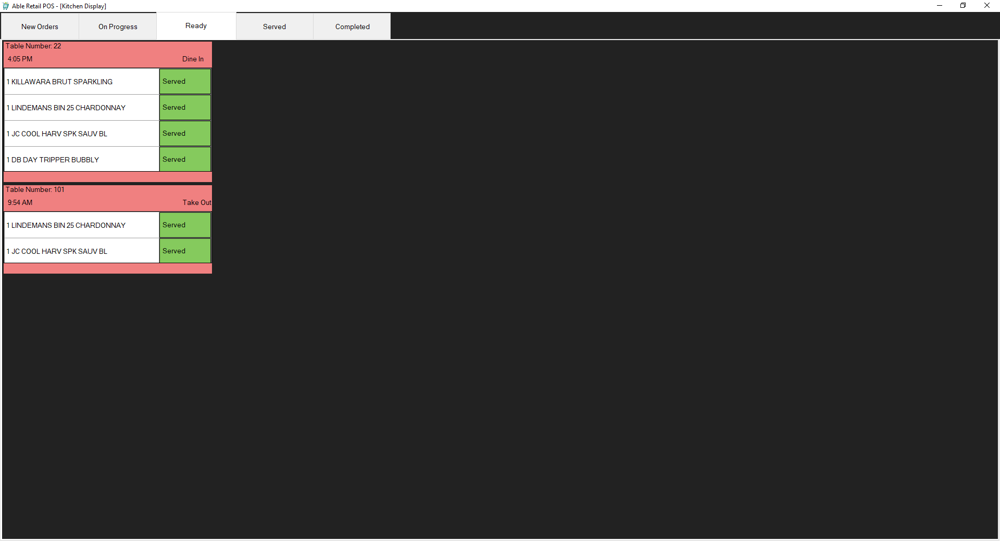 Able Retail POS - [Kitchen Display]
New Orders On Progress Ready Served Completed
Table Number: 22
4:05 PM Dine In
1 KILLAWARA BRUT SPARKLING Served
1 LINDEMANS BIN 25 CHARDONNAY Served
1 JC COOL HARV SPK SAUV BL Served
1 DB DAY TRIPPER BUBBLY Served
Table Number: 101
9:54 AM Take Out
1 LINDEMANS BIN 25 CHARDONNAY Served
1 JC COOL HARV SPK SAUV BL Served